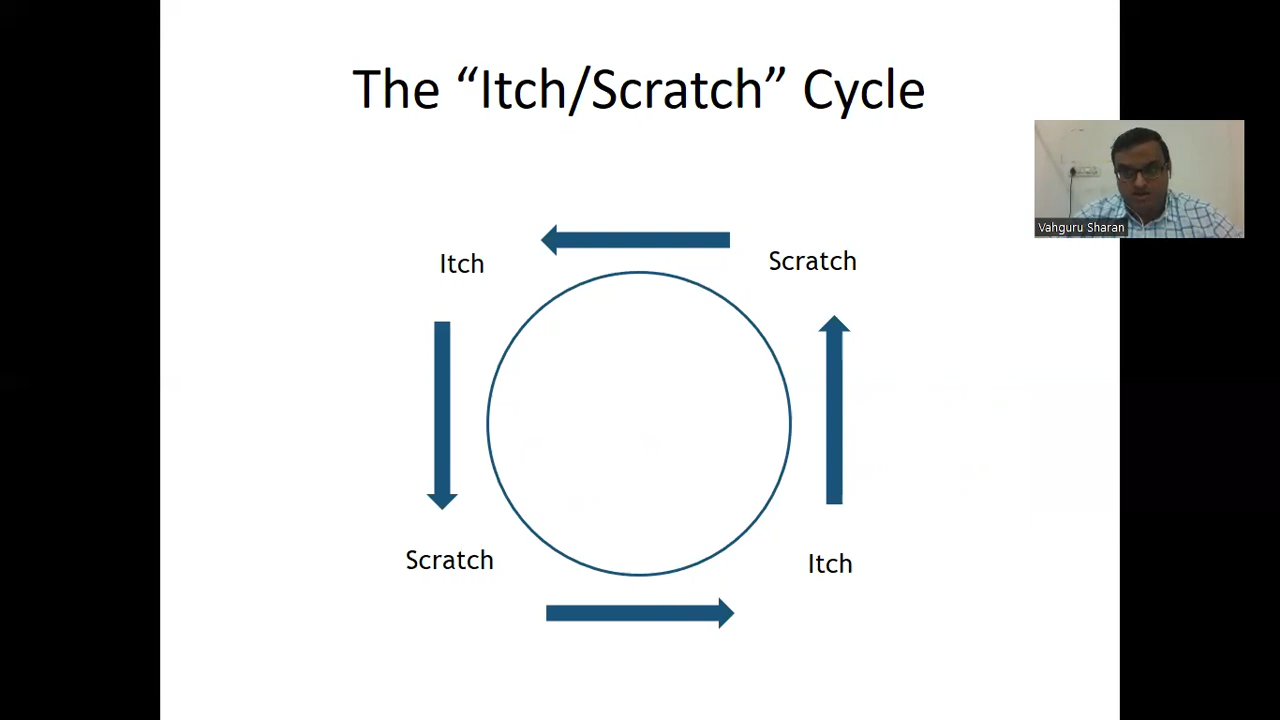 The “Itch/Scratch” Cycle
Vahguru Sharan
Itch
Scratch
Scratch
Itch